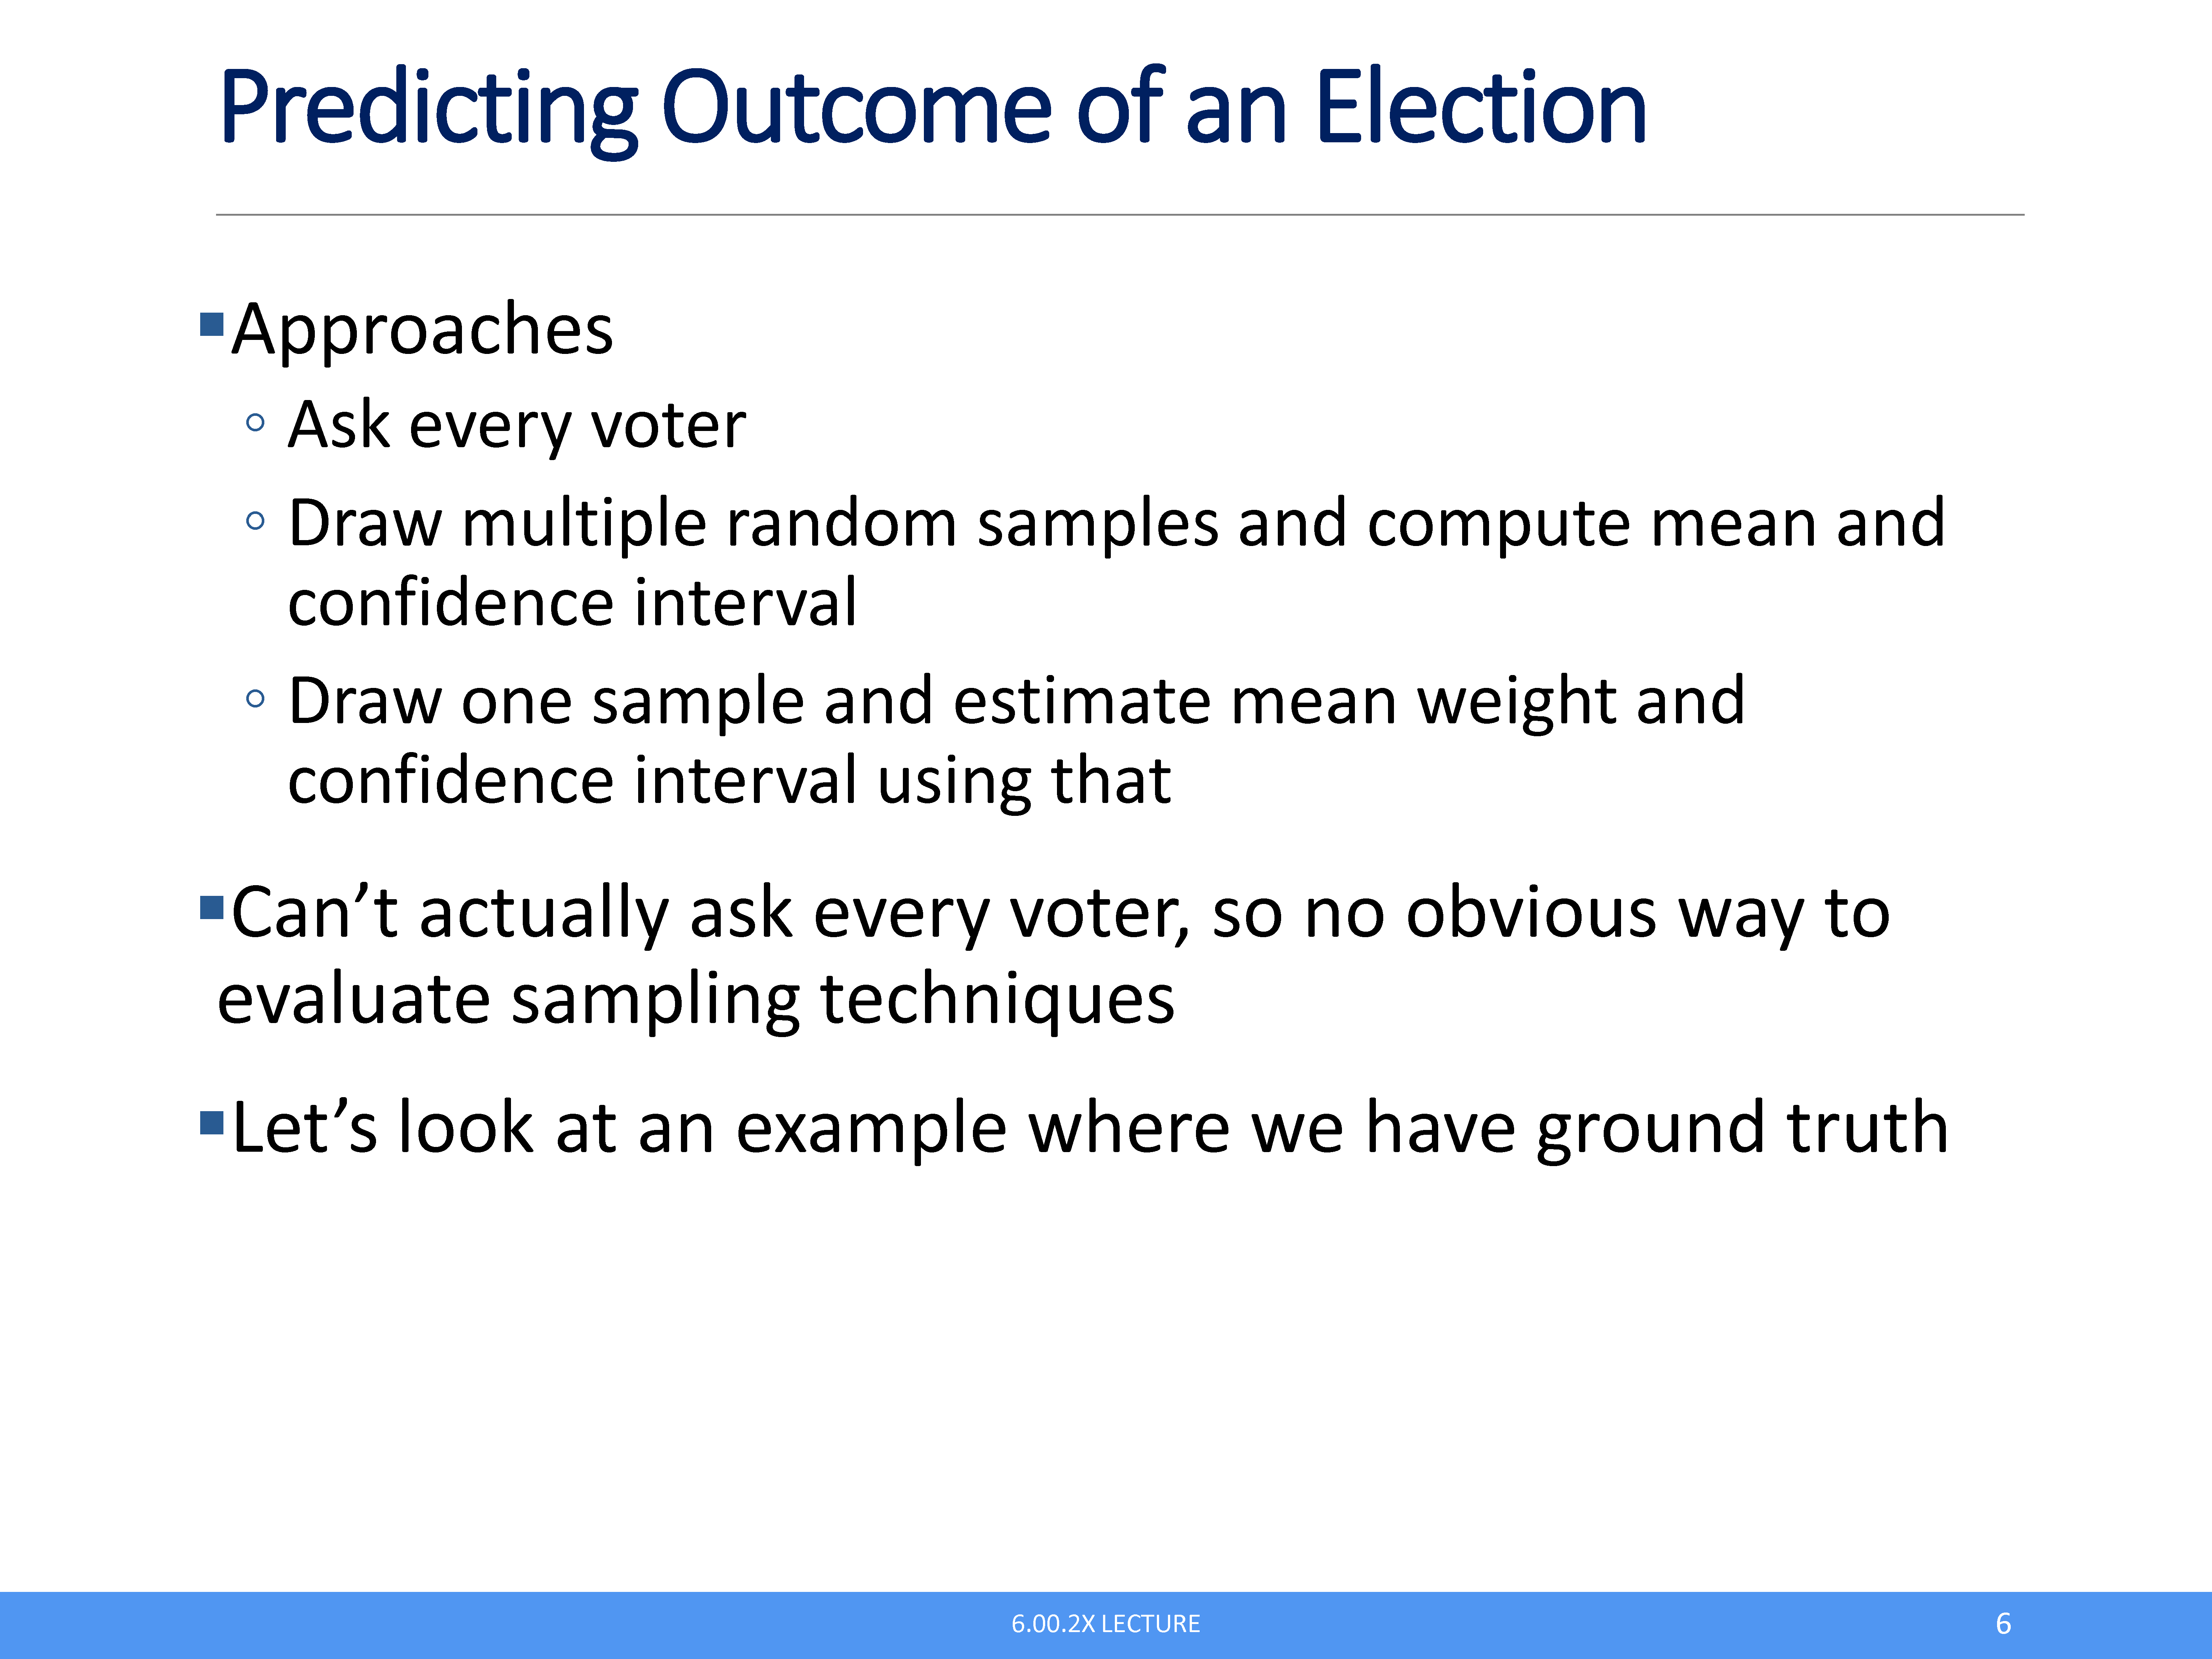 Predicting Outcome of an Election
▪Approaches
◦ Ask every voter
◦ Draw multiple random samples and compute mean and
confidence interval
◦ Draw one sample and estimate mean weight and
confidence interval using that
▪Can’t actually ask every voter, so no obvious way to
evaluate sampling techniques
▪Let’s look at an example where we have ground truth
6.00.2X LECTURE
6